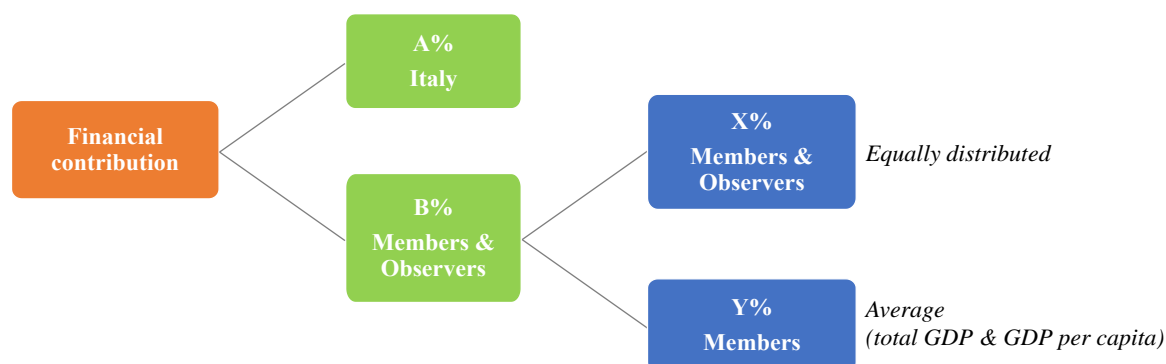 Financial
contribution
A%
Italy
B%
Members &
Observers
X%
Members &
Observers
Equally distributed
Y%
Members
Average
(total GDP & GDP per capita)